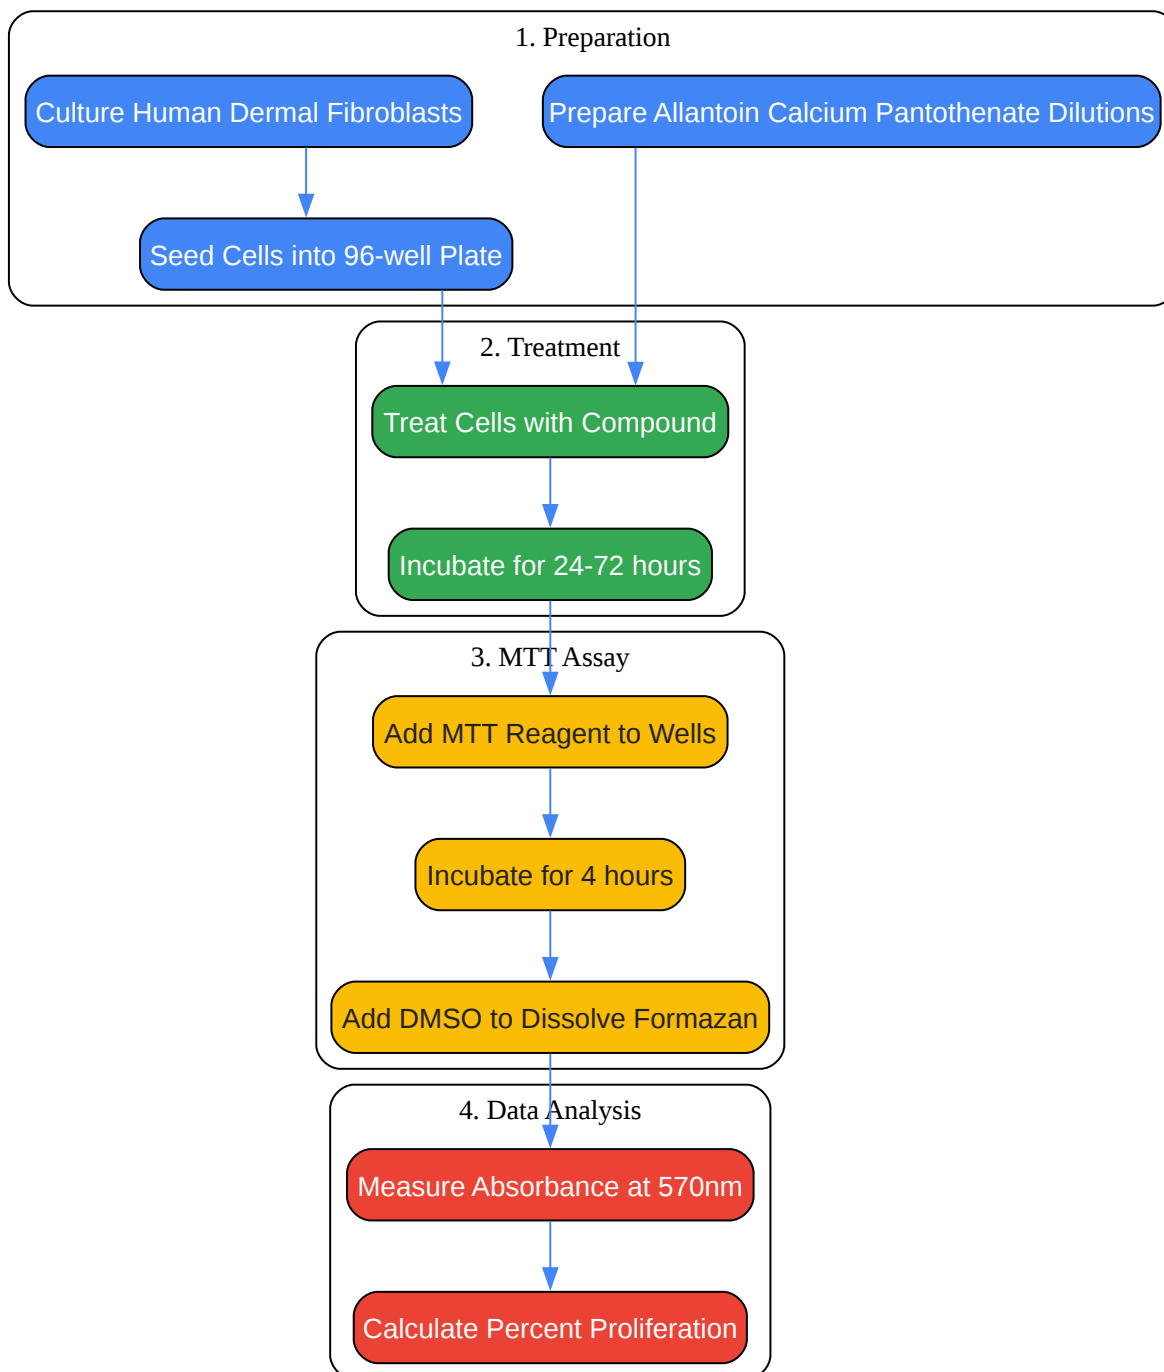 1. Preparation
Culture Human Dermal Fibroblasts
Prepare Allantoin Calcium Pantothenate Dilutions
Seed Cells into 96-well Plate
2. Treatment
Treat Cells with Compound
Incubate for 24-72 hours
3. MTT Assay
Add MTT Reagent to Wells
Incubate for 4 hours
Add DMSO to Dissolve Formazan
4. Data Analysis
Measure Absorbance at 570nm
Calculate Percent Proliferation